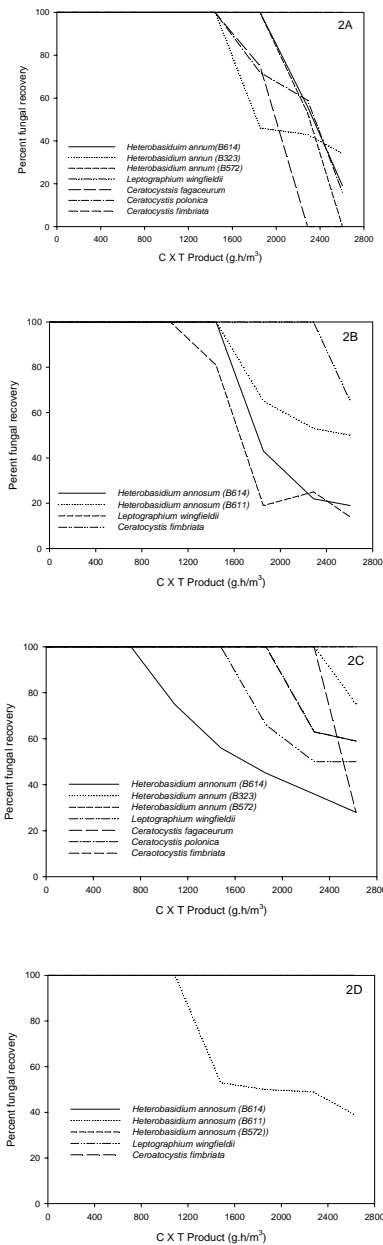 2A
Percent fungal recovery
100
80
60
40
20
0
Heterobasiduim annum(B614)
Heterobasidium annun (B323)
Heterobasidium annum (B572)
Leptographium wingfieldii
Ceratocystsis fagaceurum
Ceratocystis polonica
Ceratocystis fimbriata
0 400 800 1200 1600 2000 2400 2800
C X T Product (g.h/m³)
2B
Percent fungal recovery
100
80
60
40
20
0
Heterobasidium annosum (B614)
Heterobasidium annosum (B611)
Leptographium wingfieldii
Ceratocystis fimbriata
0 400 800 1200 1600 2000 2400 2800
C X T Product (g.h/m³)
2C
Percent fungal recovery
100
80
60
40
20
0
Heterobasidium annonum (B614)
Heterobasidium annum (B323)
Heterobasidium annum (B572)
Leptographium wingfieldii
Ceratocystis fagaceurum
Ceratocystis polonica
Ceraotocystis fimbriata
0 400 800 1200 1600 2000 2400 2800
C X T Product (g.h/m³)
2D
Percent fungal recovery
100
80
60
40
20
0
Heterobasidium annosum (B614)
Heterobasidium annosum (B611)
Heterobasidium annosum (B572))
Leptographium wingfieldii
Ceroatocystis fimbriata
0 400 800 1200 1600 2000 2400 2800
C X T Product (g.h/m³)